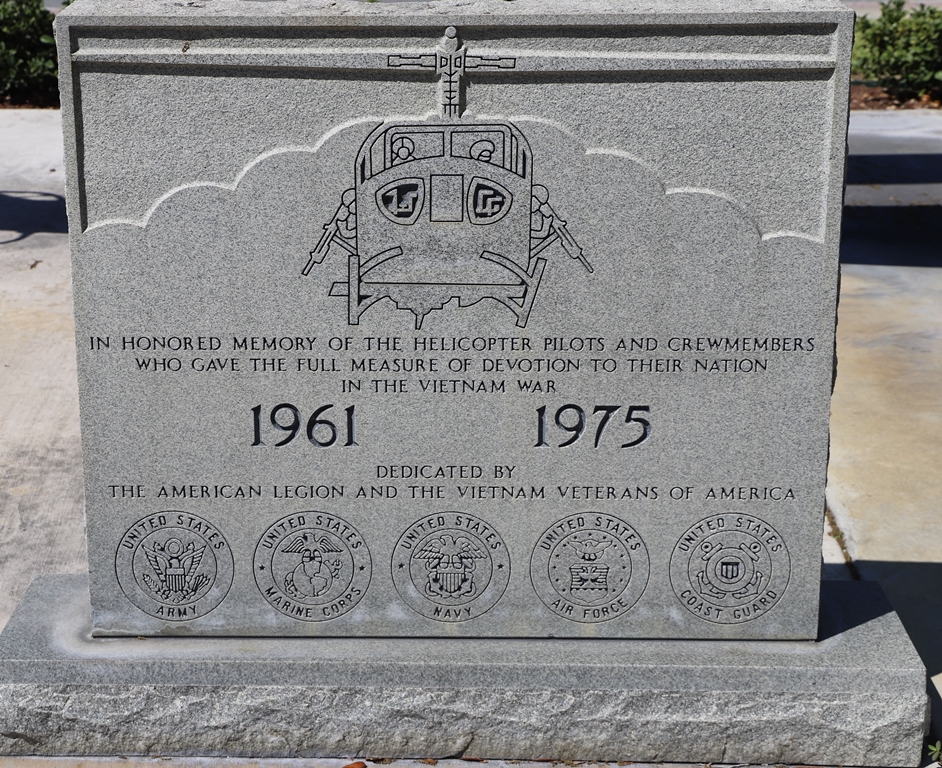 IN HONORED MEMORY OF THE HELICOPTER PILOTS AND CREWMEMBERS
WHO GAVE THE FULL MEASURE OF DEVOTION TO THEIR NATION
IN THE VIETNAM WAR
1961 1975
DEDICATED BY
THE AMERICAN LEGION AND THE VIETNAM VETERANS OF AMERICA
UNITED STATES
ARMY
UNITED STATES
MARINE CORPS
UNITED STATES
NAVY
UNITED STATES
AIR FORCE
UNITED STATES
COAST GUARD